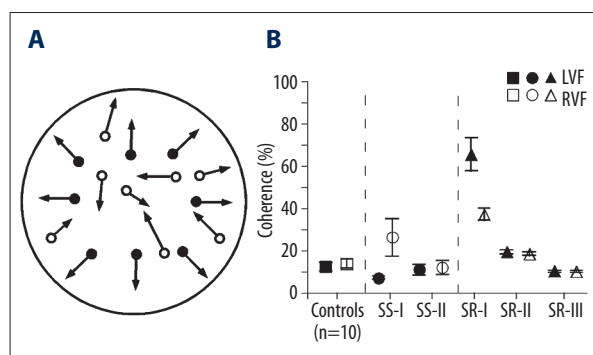 A
B
100
80
60
40
20
10
0
Coherence (%)
LVF
RVF
Controls
(n=10)
SS-I
SS-II
SR-I
SR-II
SR-III